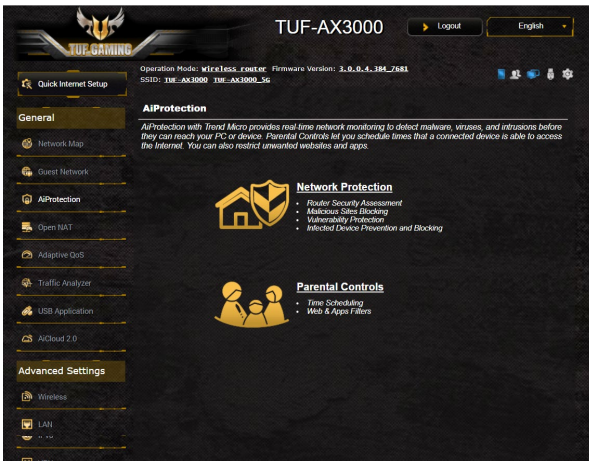 TUF GAMING
TUF-AX3000
Logout
English
Quick Internet Setup
Operation Mode: Wireless router Firmware Version: 3.0.0.4.384_7681
SSID: TUF-AX3000 TUF-AX3000_5G
General
Network Map
Guest Network
AiProtection
Open NAT
Adaptive QoS
Traffic Analyzer
USB Application
AiCloud 2.0
Advanced Settings
Wireless
LAN
AiProtection
AiProtection with Trend Micro provides real-time network monitoring to detect malware, viruses, and intrusions before
they can reach your PC or device. Parental Controls let you schedule times that a connected device is able to access
the Internet. You can also restrict unwanted websites and apps.
Network Protection
• Router Security Assessment
• Malicious Sites Blocking
• Vulnerability Protection
• Infected Device Prevention and Blocking
Parental Controls
• Time Scheduling
• Web & Apps Filters